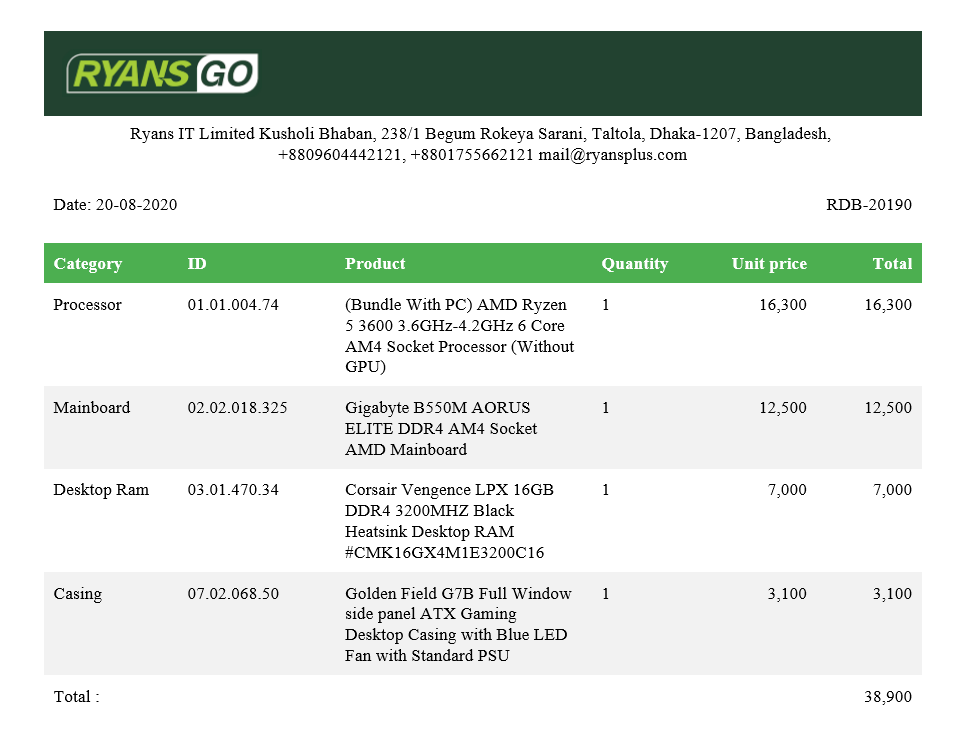 RYANS GO
Ryans IT Limited Kusholi Bhaban, 238/1 Begum Rokeya Sarani, Taltola, Dhaka-1207, Bangladesh,
+8809604442121, +8801755662121 mail@ryansplus.com
Date: 20-08-2020 RDB-20190
Category ID Product Quantity Unit price Total
Processor 01.01.004.74 (Bundle With PC) AMD Ryzen 1 16,300 16,300
5 3600 3.6GHz-4.2GHz 6 Core
AM4 Socket Processor (Without
GPU)
Mainboard 02.02.018.325 Gigabyte B550M AORUS 1 12,500 12,500
ELITE DDR4 AM4 Socket
AMD Mainboard
Desktop Ram 03.01.470.34 Corsair Vengence LPX 16GB 1 7,000 7,000
DDR4 3200MHZ Black
Heatsink Desktop RAM
#CMK16GX4M1E3200C16
Casing 07.02.068.50 Golden Field G7B Full Window 1 3,100 3,100
side panel ATX Gaming
Desktop Casing with Blue LED
Fan with Standard PSU
Total : 38,900